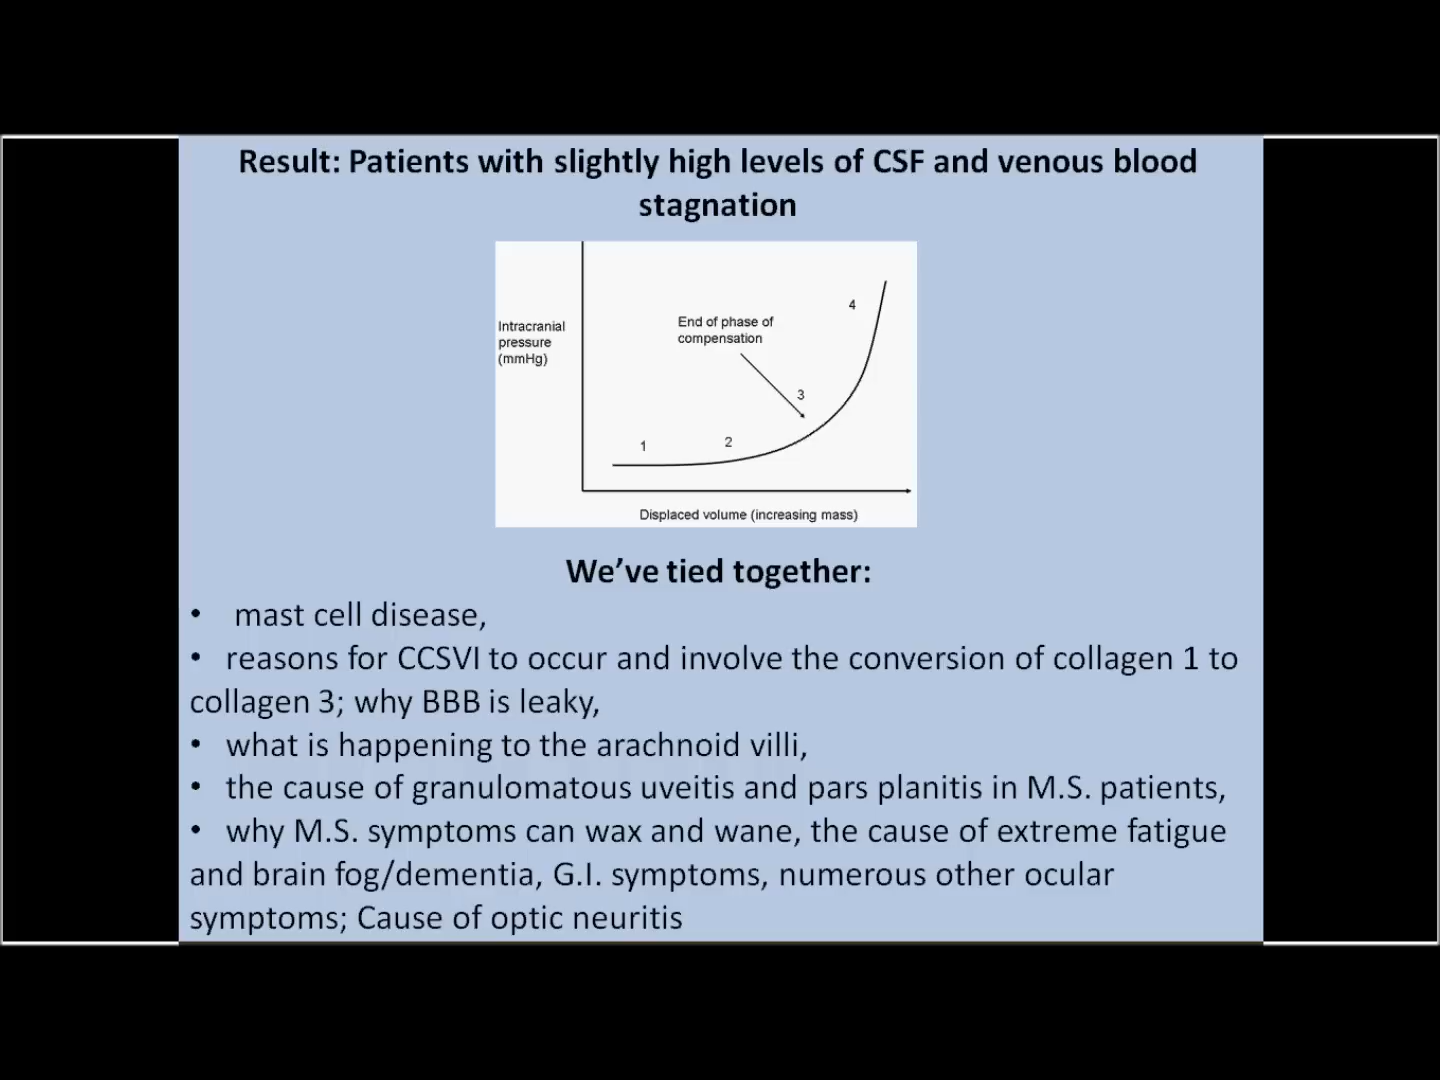 Result: Patients with slightly high levels of CSF and venous blood
stagnation
4
End of phase of
compensation
Intracranial
pressure
(mmHg)
3
1
2
Displaced volume (increasing mass)
We’ve tied together:
• mast cell disease,
• reasons for CCSVI to occur and involve the conversion of collagen 1 to
collagen 3; why BBB is leaky,
• what is happening to the arachnoid villi,
• the cause of granulomatous uveitis and pars planitis in M.S. patients,
• why M.S. symptoms can wax and wane, the cause of extreme fatigue
and brain fog/dementia, G.I. symptoms, numerous other ocular
symptoms; Cause of optic neuritis